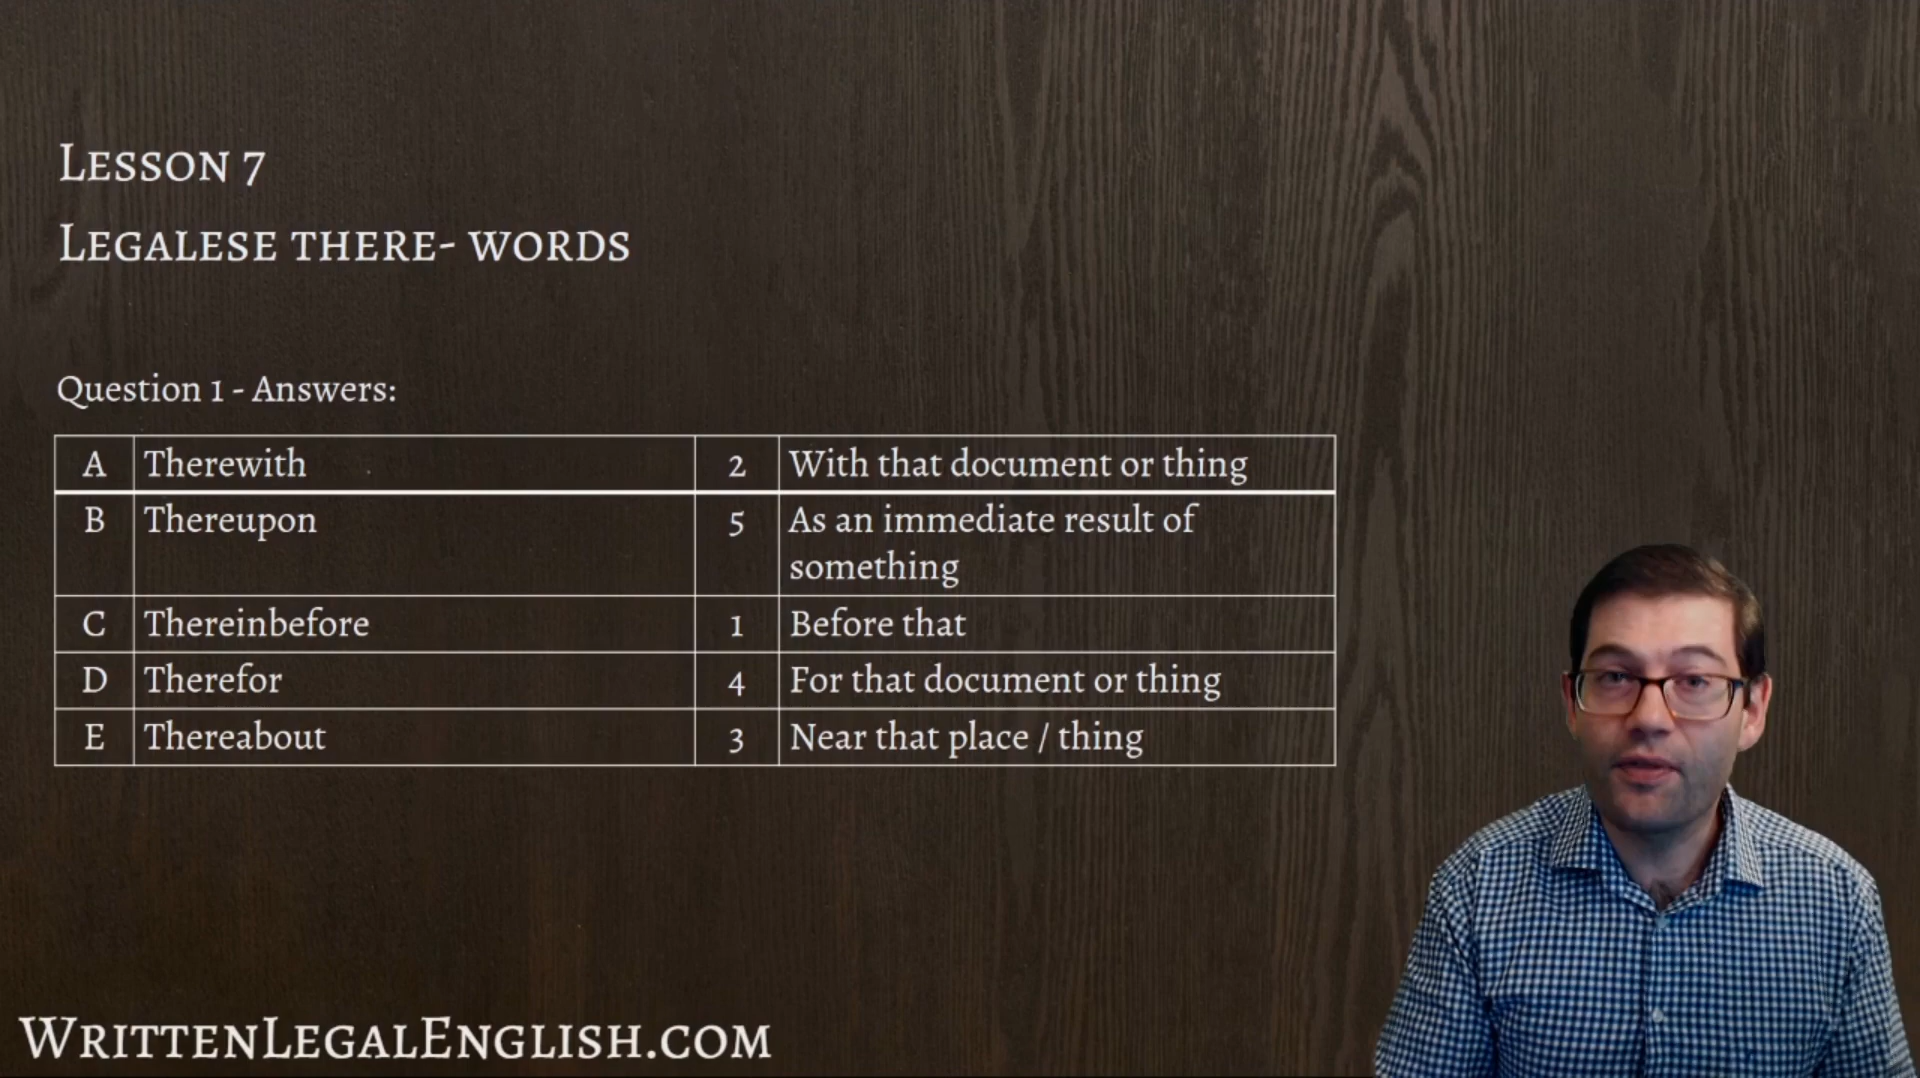 Lesson 7
Legalese there- words
Question 1 - Answers:
A Therewith 2 With that document or thing
B Thereupon 5 As an immediate result of
something
C Thereinbefore 1 Before that
D Therefor 4 For that document or thing
E Thereabout 3 Near that place / thing
WrittenLegalEnglish.com